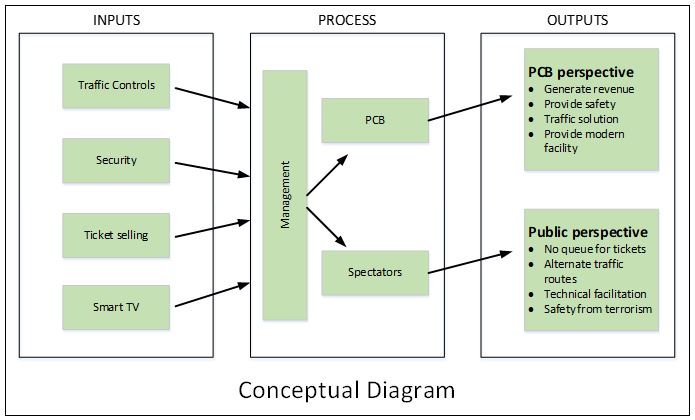 INPUTS
PROCESS
OUTPUTS
Traffic Controls
Security
Ticket selling
Smart TV
Management
PCB
Spectators
PCB perspective
• Generate revenue
• Provide safety
• Traffic solution
• Provide modern
facility
Public perspective
• No queue for tickets
• Alternate traffic
routes
• Technical facilitation
• Safety from terrorism
Conceptual Diagram